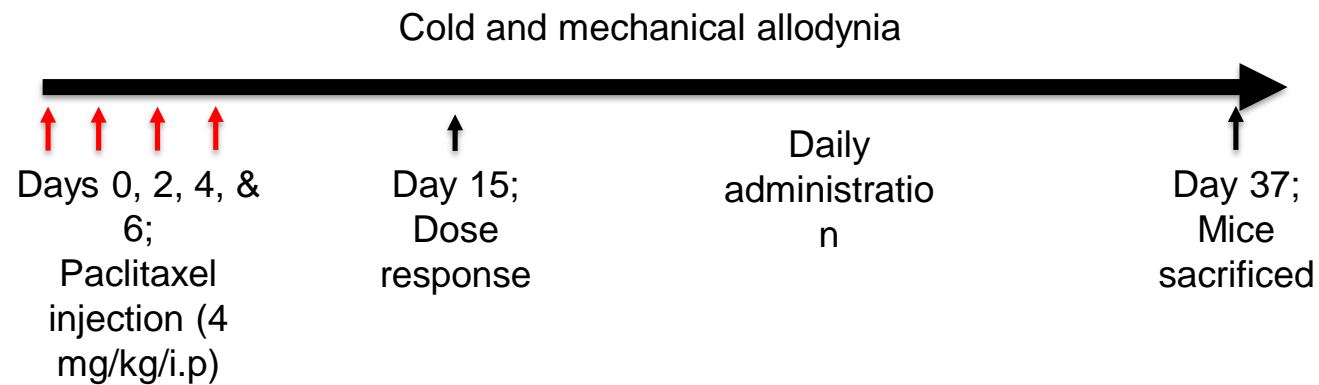 Cold and mechanical allodynia
Days 0, 2, 4, &
6;
Paclitaxel
injection (4
mg/kg/i.p)
Day 15;
Dose
response
Daily
administratio
n
Day 37;
Mice
sacrificed